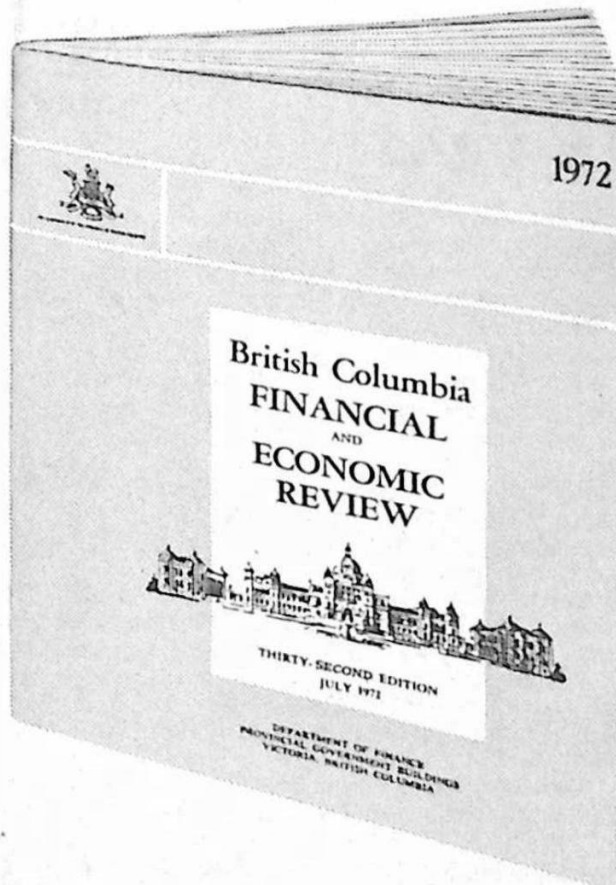 1972
British Columbia
FINANCIAL
AND
ECONOMIC
REVIEW
THIRTY-SECOND EDITION
JULY 1972
DEPARTMENT OF FINANCE
PROVINCIAL GOVERNMENT BUILDINGS
VICTORIA, BRITISH COLUMBIA